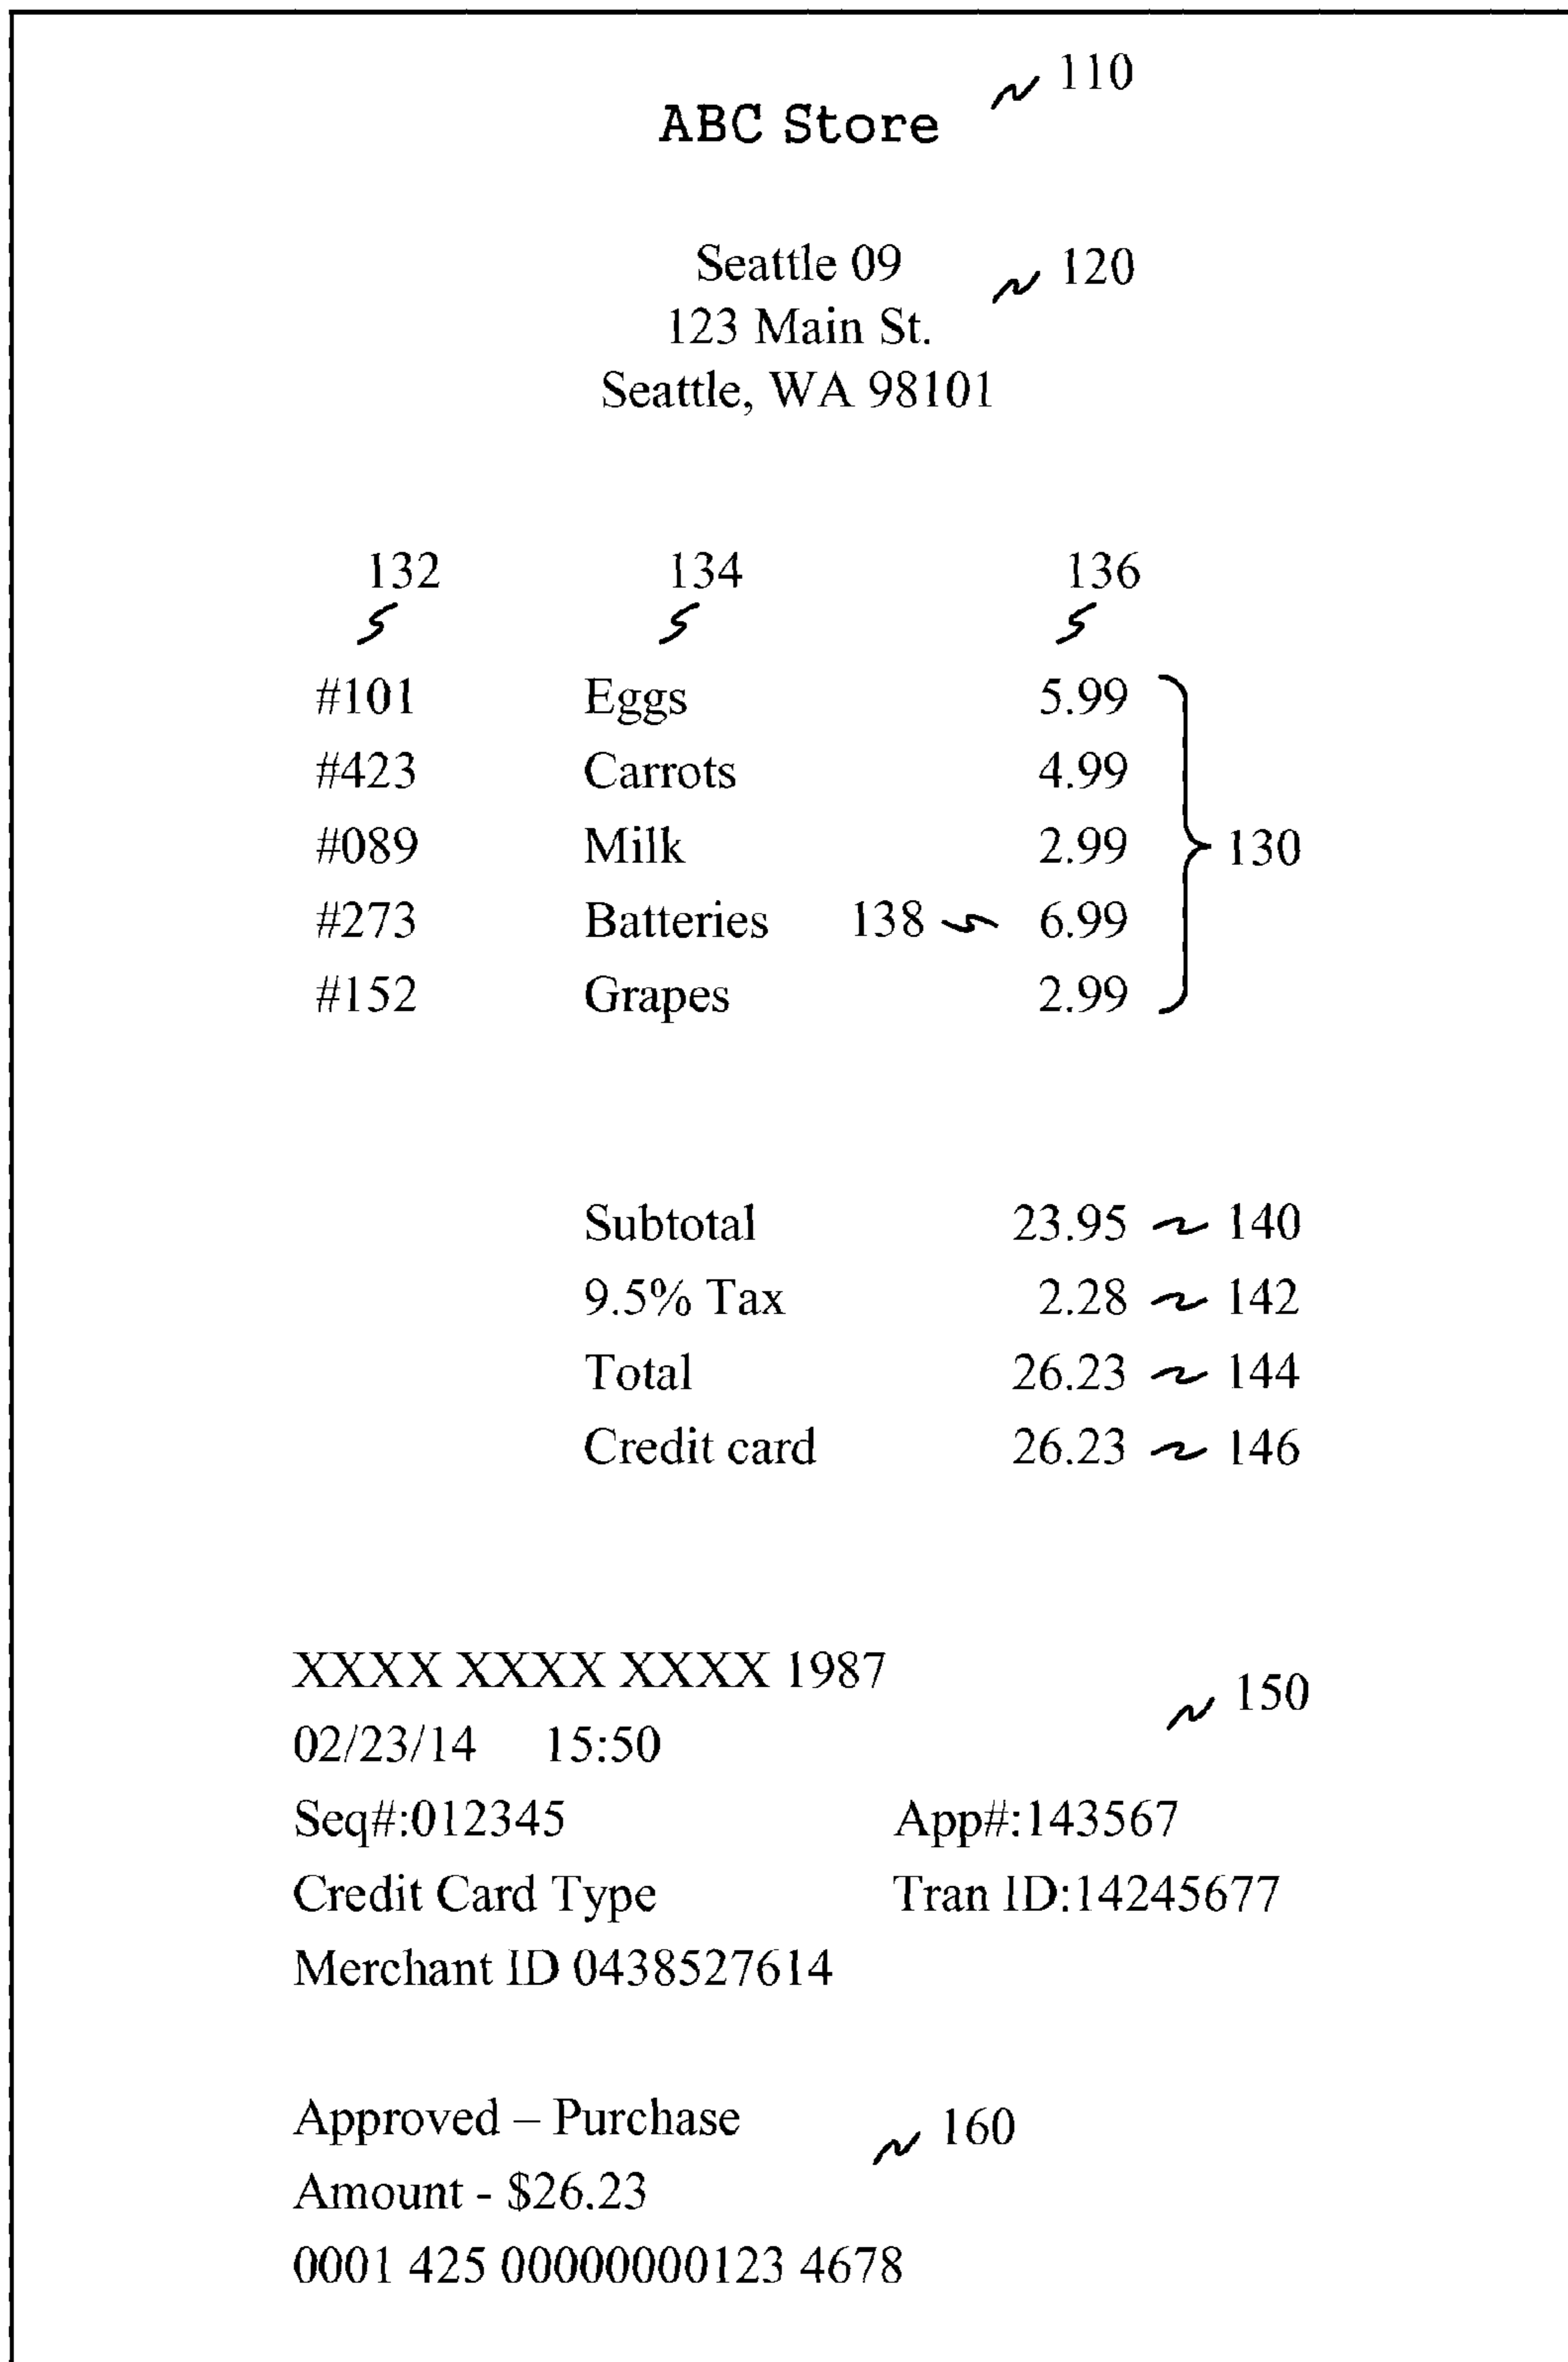 110
ABC Store
Seattle 09
120
123 Main St.
Seattle, WA 98101
132 134 136
#101 Eggs 5.99
#423 Carrots 4.99
#089 Milk 2.99 130
#273 Batteries 138 6.99
#152 Grapes 2.99
Subtotal 23.95 140
9.5% Tax 2.28 142
Total 26.23 144
Credit card 26.23 146
XXXX XXXX XXXX 1987
150
02/23/14 15:50
Seq#:012345 App#:143567
Credit Card Type Tran ID:14245677
Merchant ID 0438527614
Approved – Purchase
160
Amount - $26.23
0001 425 00000000123 4678